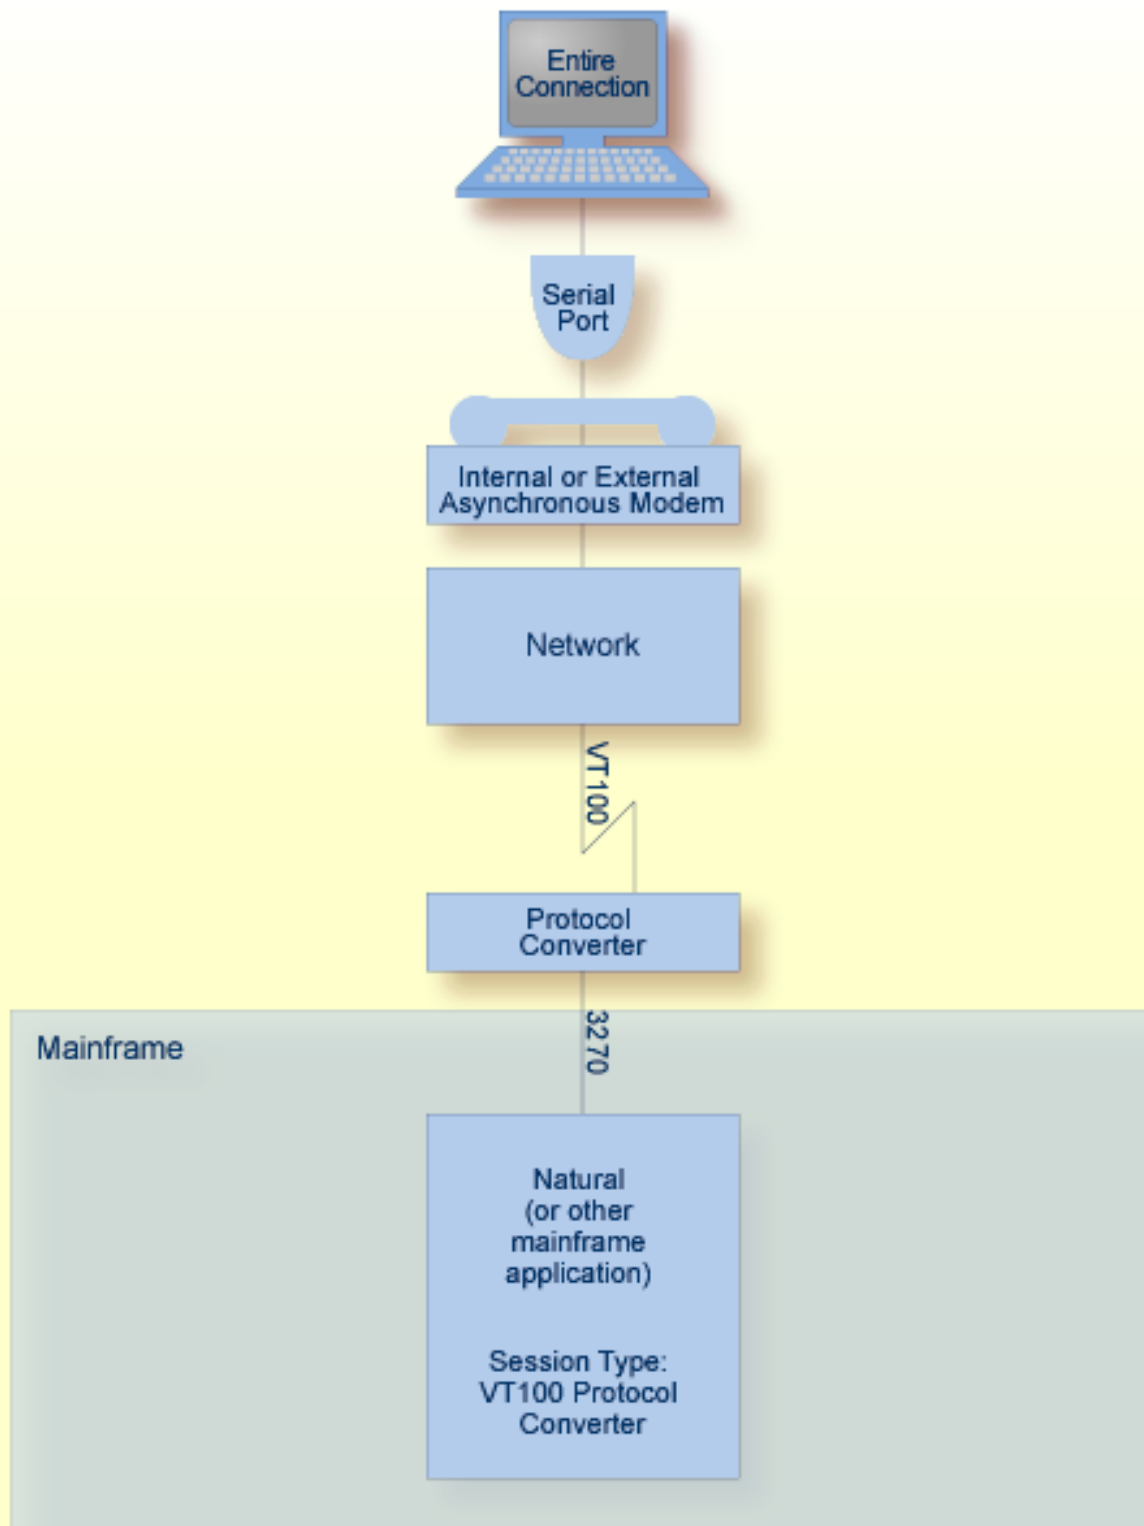 Entire
Connection
Serial
Port
Internal or External
Asynchronous Modem
Network
VT100
Protocol
Converter
3270
Mainframe
Natural
(or other
mainframe
application)
Session Type:
VT100 Protocol
Converter